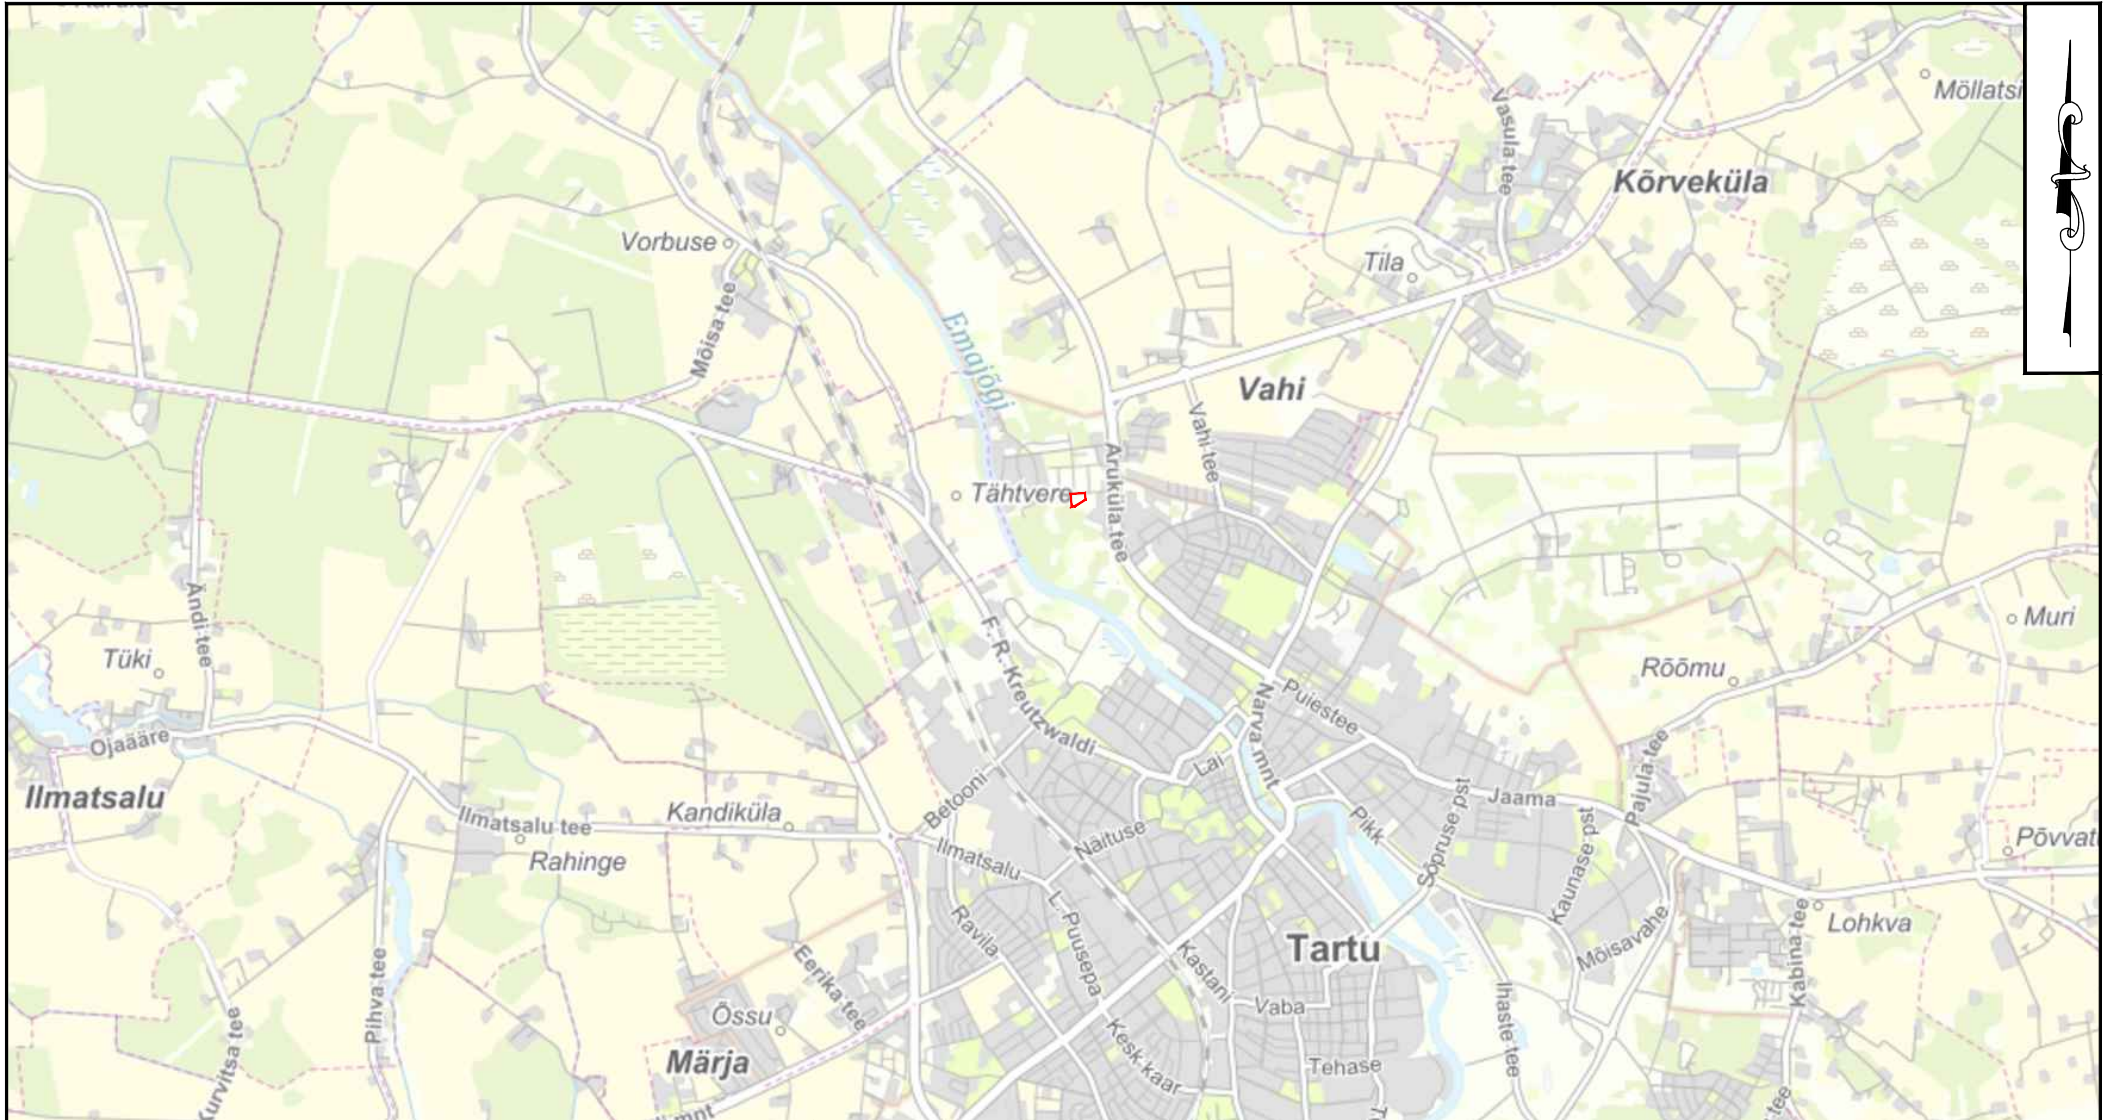 Möllatsi
Vasula tee
Kõrveküla
Vorbuse
Tila
Mõisa tee
Emajõgi
Vahi
Vahi tee
Aruküla tee
Tähtvere
Ändi tee
Muri
Tüki
F. R. Kreutzwaldi
Rõõmu
Puiestee
Narva mnt
Ojaääre
Pajula tee
Lai
Ilmatsalu
Betooni
Jaama
Kandiküla
Ilmatsalu tee
Pikk
Sõpruse pst
Kaunase pst
Näituse
Põvvat
Rahinge
Ilmatsalu
L. Puusepa
Ravila
Lohkva
Tartu
Mõisavahe
Eerika tee
Kastani
Kabina tee
Pihva tee
Vaba
Ihaste tee
Õssu
Kurvitsa tee
Kesk kaar
Märja
Tehase
mnt
tee